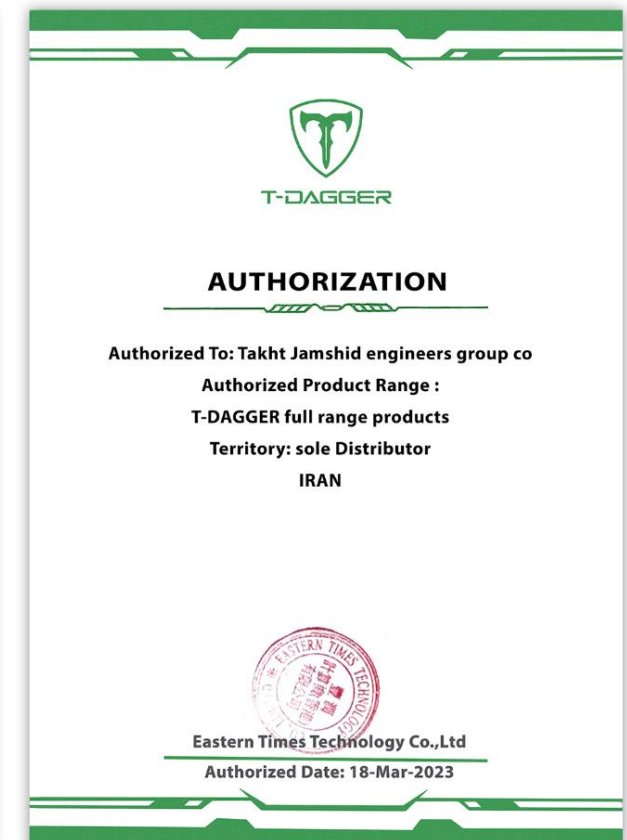 T-DAGGER
AUTHORIZATION
Authorized To: Takht Jamshid engineers group co
Authorized Product Range :
T-DAGGER full range products
Territory: sole Distributor
IRAN
EASTERN TIMES TECHNOLOGY CO
Eastern Times Technology Co.,Ltd
Authorized Date: 18-Mar-2023